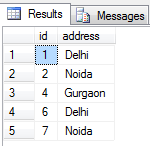 Results Messages
id address
1 1 Delhi
2 2 Noida
3 4 Gurgaon
4 6 Delhi
5 7 Noida